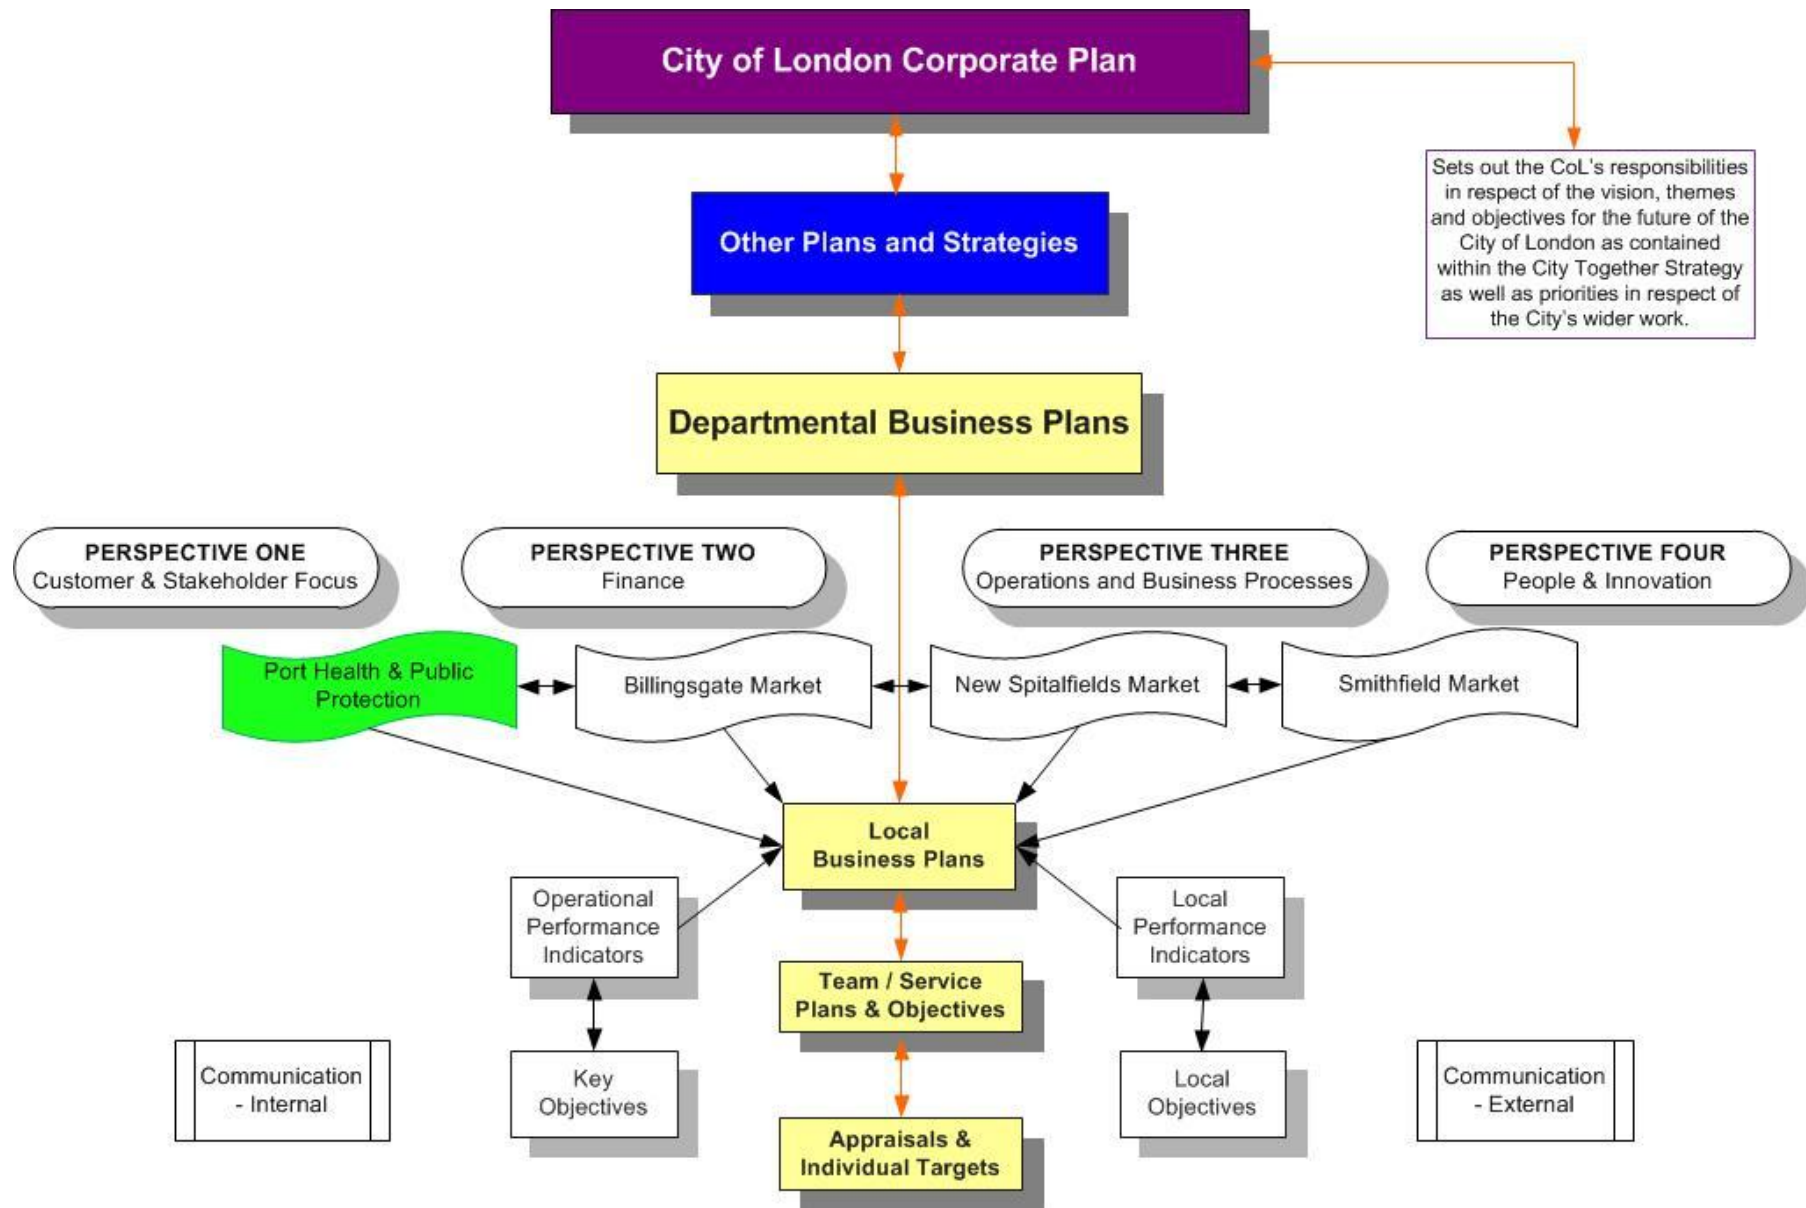 City of London Corporate Plan
Sets out the CoL's responsibilities
in respect of the vision, themes
and objectives for the future of the
City of London as contained
within the City Together Strategy
as well as priorities in respect of
the City's wider work.
Other Plans and Strategies
Departmental Business Plans
PERSPECTIVE ONE
Customer & Stakeholder Focus
PERSPECTIVE TWO
Finance
PERSPECTIVE THREE
Operations and Business Processes
PERSPECTIVE FOUR
People & Innovation
Port Health & Public
Protection
Billingsgate Market
New Spitalfields Market
Smithfield Market
Local
Business Plans
Operational
Performance
Indicators
Local
Performance
Indicators
Team / Service
Plans & Objectives
Communication
- Internal
Key
Objectives
Local
Objectives
Communication
- External
Appraisals &
Individual Targets